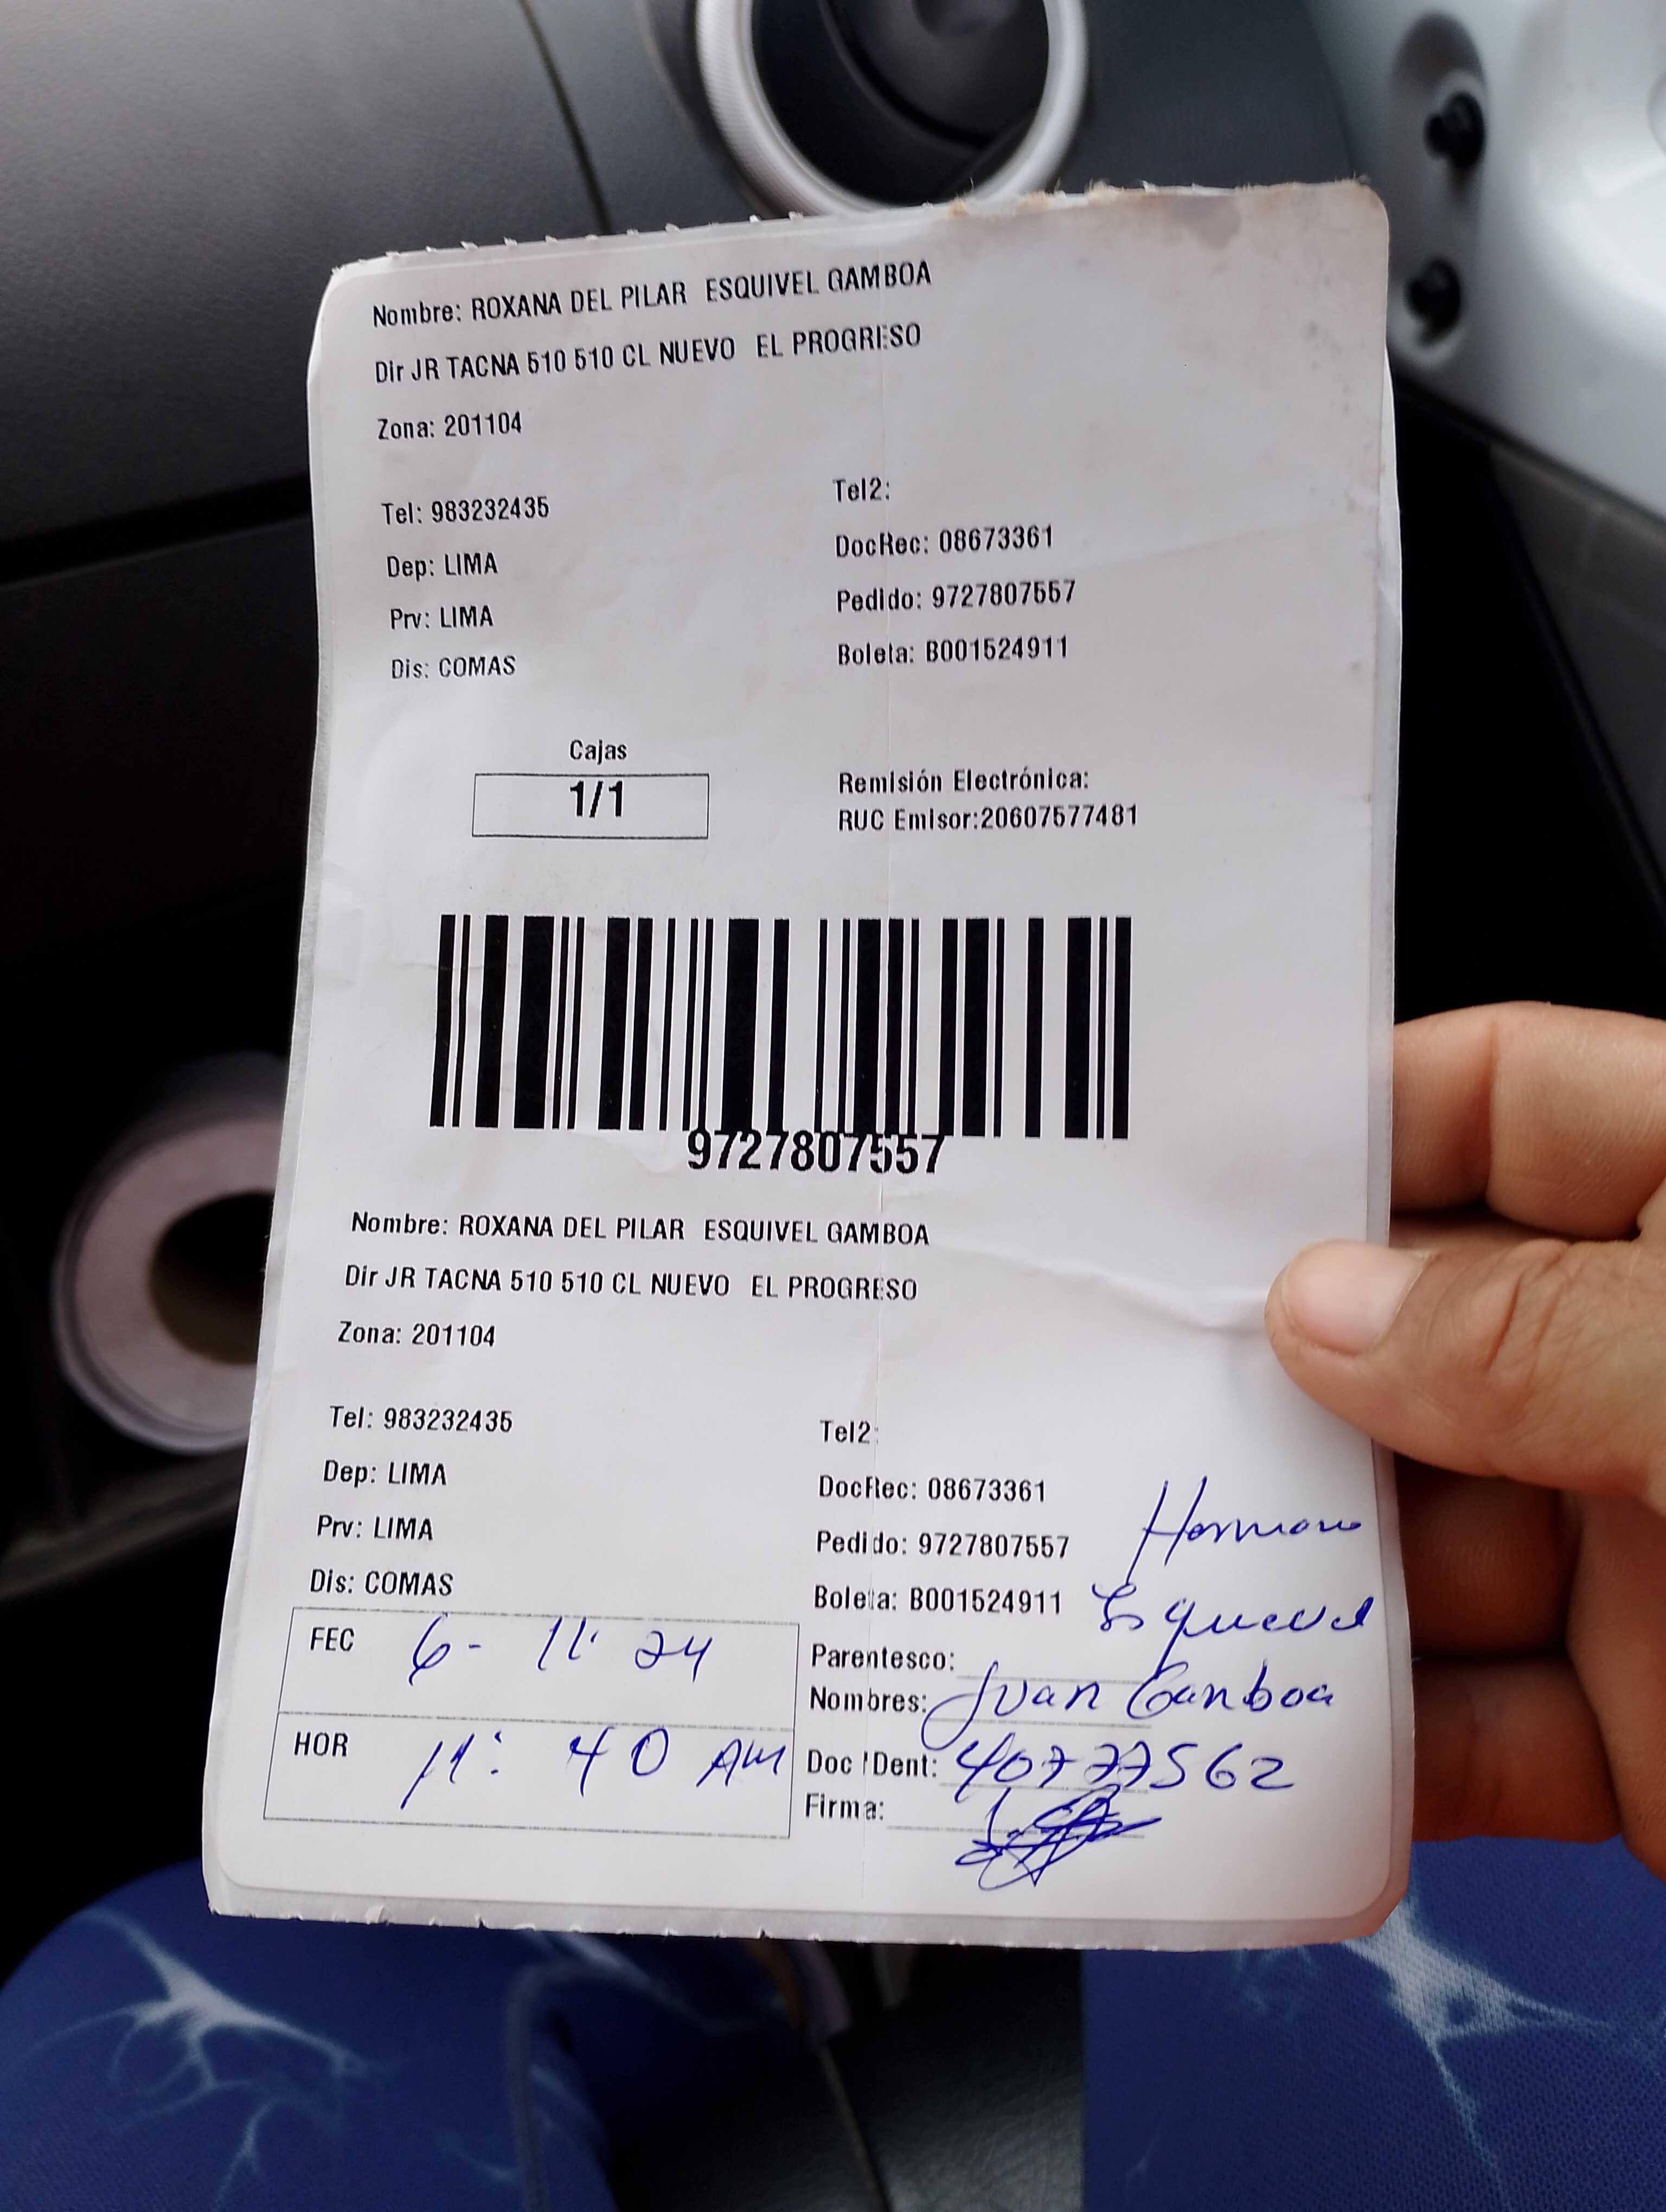 Nombre: ROXANA DEL PILAR ESQUIVEL GAMBOA
Dir JR TACNA 510 510 CL NUEVO EL PROGRESO
Zona: 201104
Tel: 983232435
Tel2:
Dep: LIMA
DocRec: 08673361
Prv: LIMA
Pedido: 9727807557
Dis: COMAS
Boleta: B001524911
Cajas
1/1
Remisión Electrónica:
RUC Emisor:20607577481
9727807557
Nombre: ROXANA DEL PILAR ESQUIVEL GAMBOA
Dir JR TACNA 510 510 CL NUEVO EL PROGRESO
Zona: 201104
Tel: 983232435
Tel2:
Dep: LIMA
DocRec: 08673361
Prv: LIMA
Pedido: 9727807557
Dis: COMAS
Boleta: B001524911
Hermano
Esquevel
FEC 6- 11' 24
Parentesco:
Nombres: Juan Ganboa
HOR 11: 40 AM
Doc IDent: 40777562
Firma: